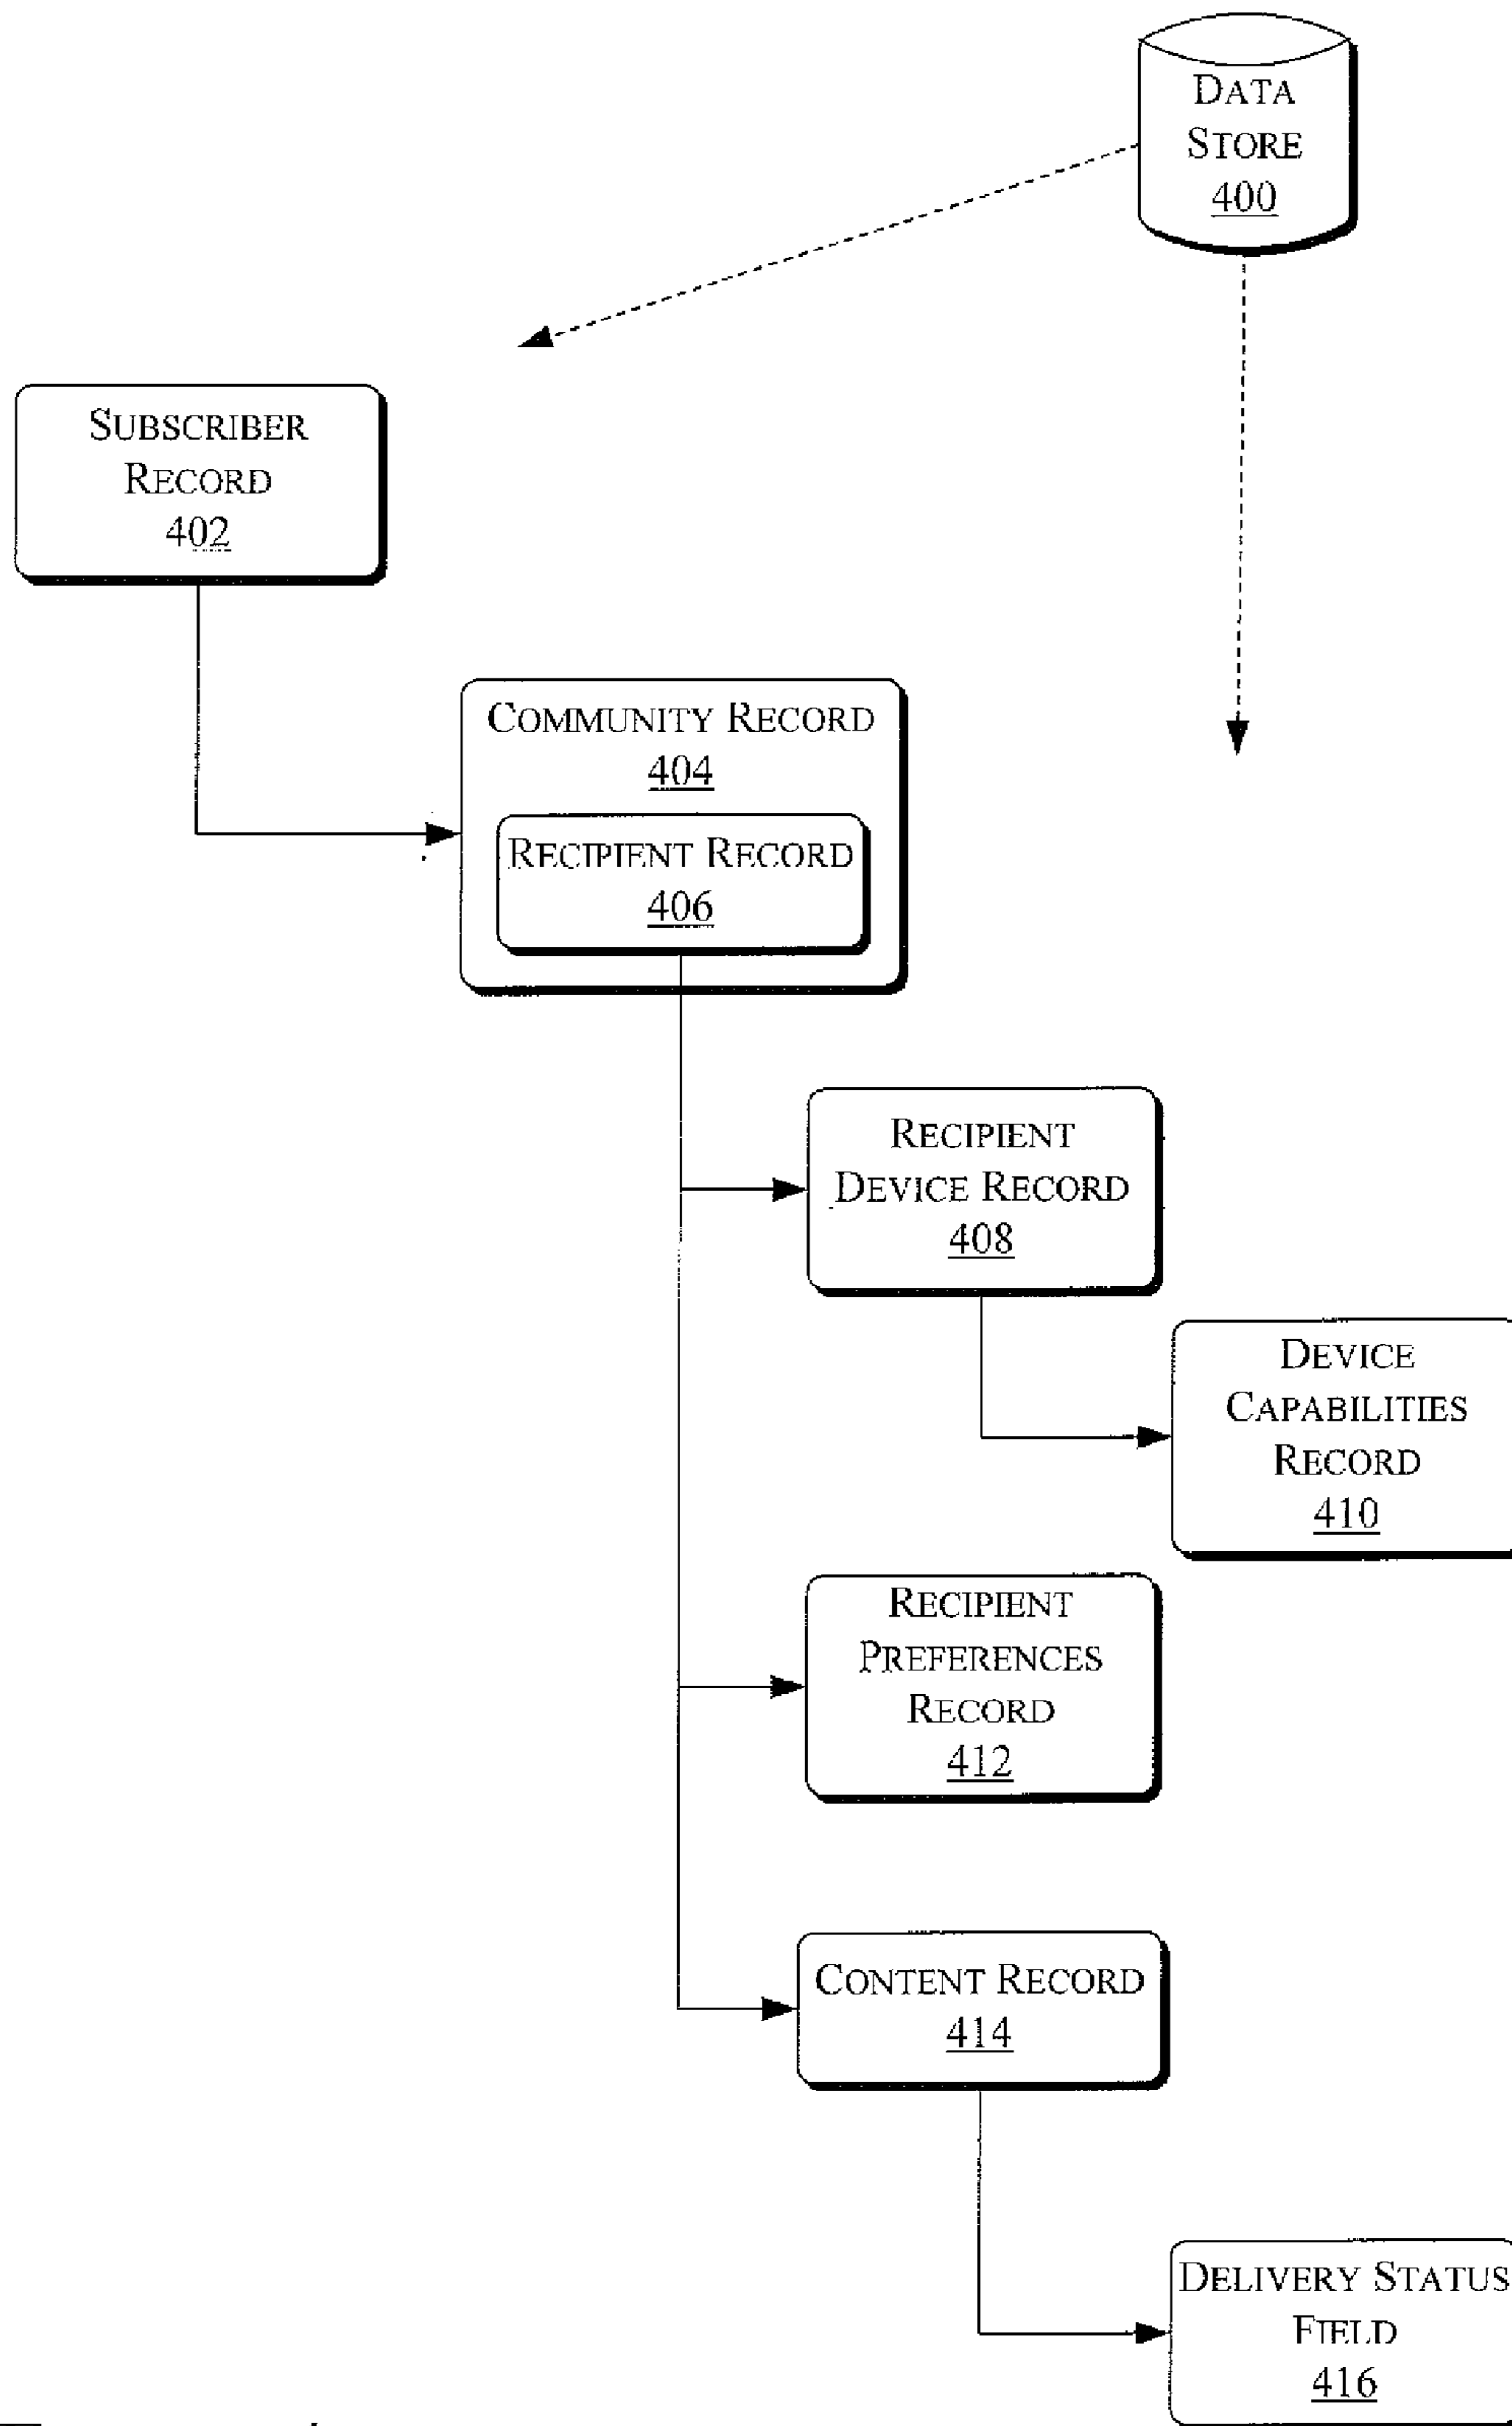 DATA
STORE
400
SUBSCRIBER
RECORD
402
COMMUNITY RECORD
404
RECIPIENT RECORD
406
RECIPIENT
DEVICE RECORD
408
DEVICE
CAPABILITIES
RECORD
410
RECIPIENT
PREFERENCES
RECORD
412
CONTENT RECORD
414
DELIVERY STATUS
FIELD
416